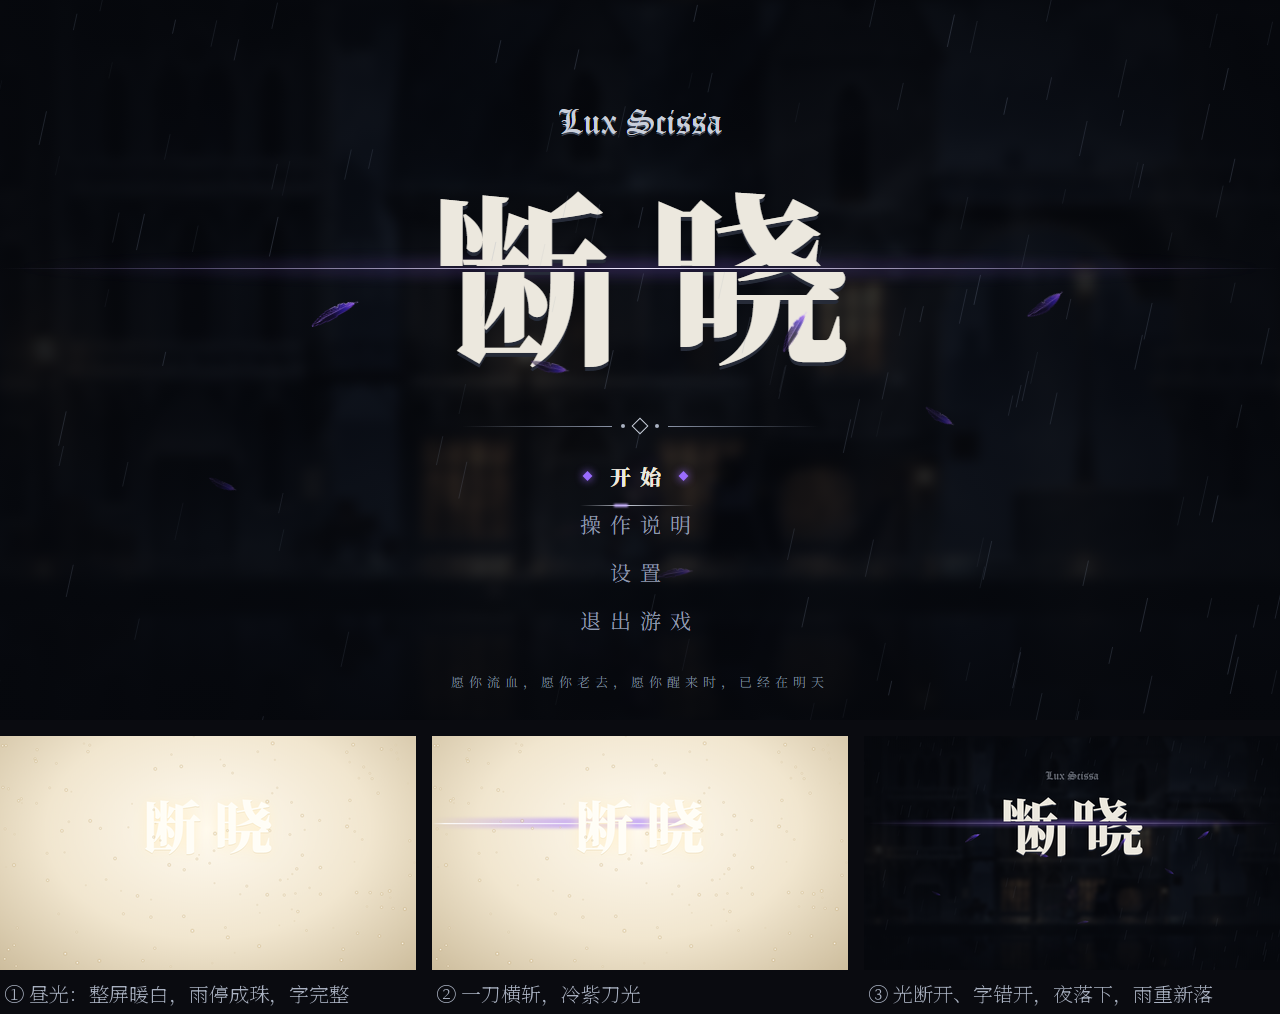 Lux Scissa
断晓
开始
操作说明
设置
退出游戏
愿你流血，愿你老去，愿你醒来时，已经在明天
断晓
断晓
Lux Scissa
断晓
① 昼光：整屏暖白，雨停成珠，字完整
② 一刀横斩，冷紫刀光
③ 光断开、字错开，夜落下，雨重新落